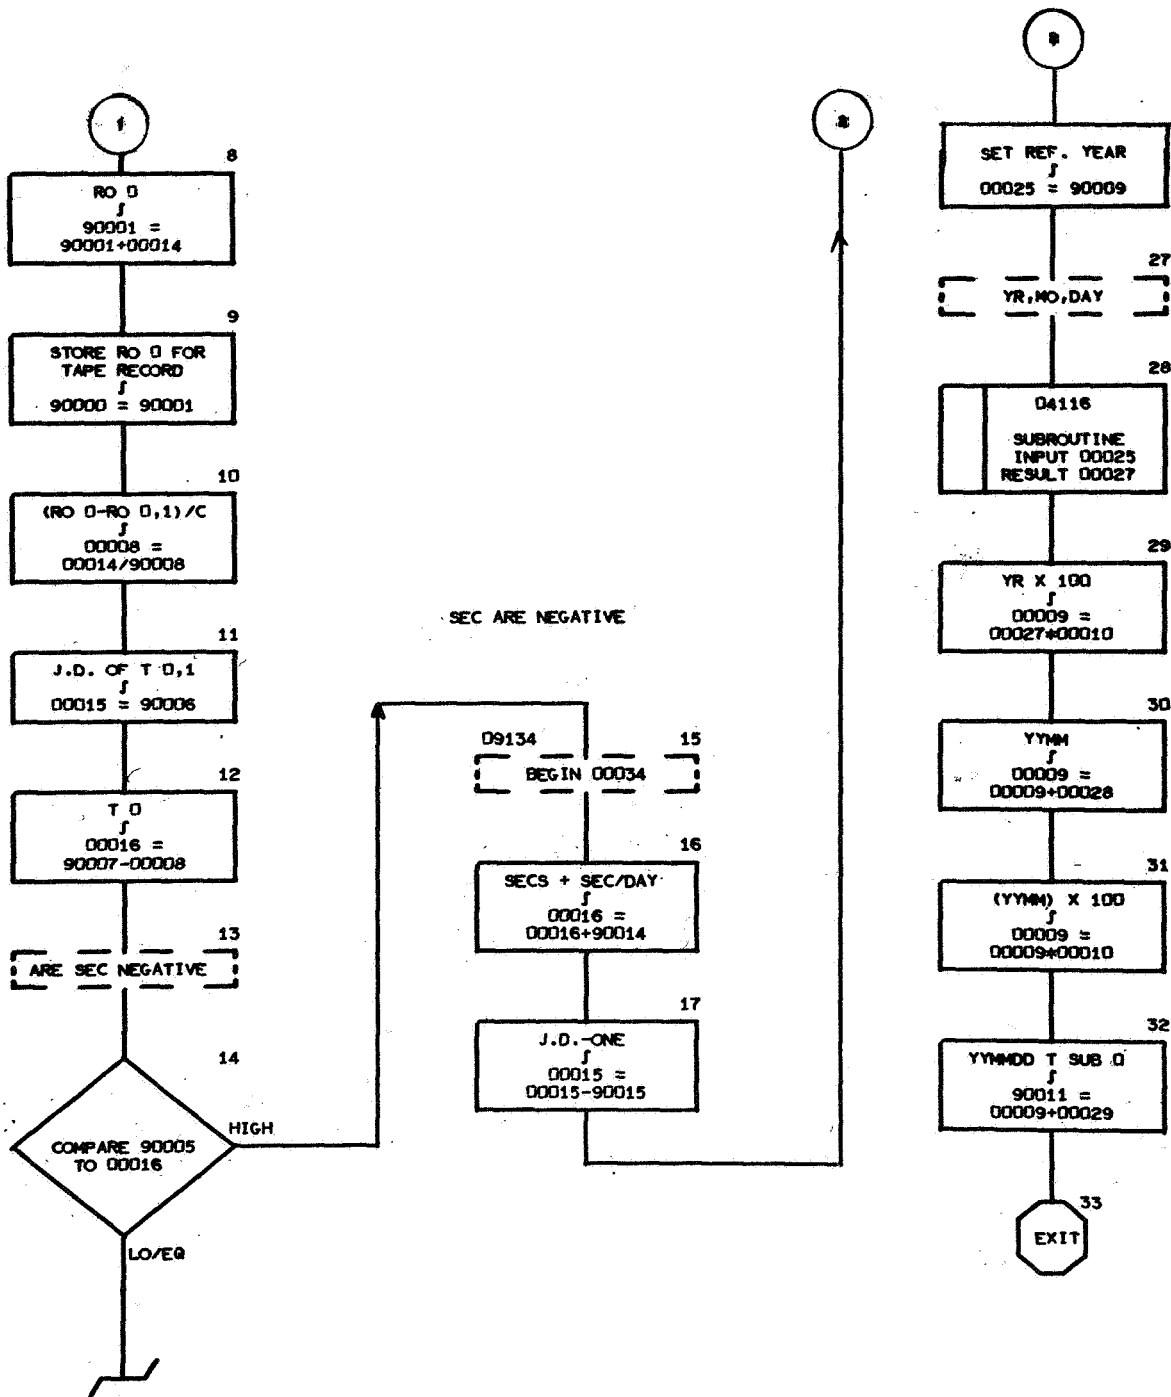 1
8
RO 0
∫
90001 =
90001+00014
9
STORE RO 0 FOR
TAPE RECORD
∫
90000 = 90001
10
(RO 0-RO 0,1)/C
∫
00008 =
00014/90008
11
J.D. OF T 0,1
∫
00015 = 90006
12
T 0
∫
00016 =
90007-00008
13
ARE SEC NEGATIVE
14
COMPARE 90005
TO 00016
HIGH
LO/EQ
SEC ARE NEGATIVE
09134
15
BEGIN 00034
16
SECS + SEC/DAY
∫
00016 =
00016+90014
17
J.D.-ONE
∫
00015 =
00015-90015
SET REF. YEAR
∫
00025 = 90009
27
YR,MO,DAY
28
04116
SUBROUTINE
INPUT 00025
RESULT 00027
29
YR X 100
∫
00009 =
00027*00010
30
YYMM
∫
00009 =
00009+00028
31
(YYMM) X 100
∫
00009 =
00009*00010
32
YYMMDD T SUB 0
∫
90011 =
00009+00029
33
EXIT